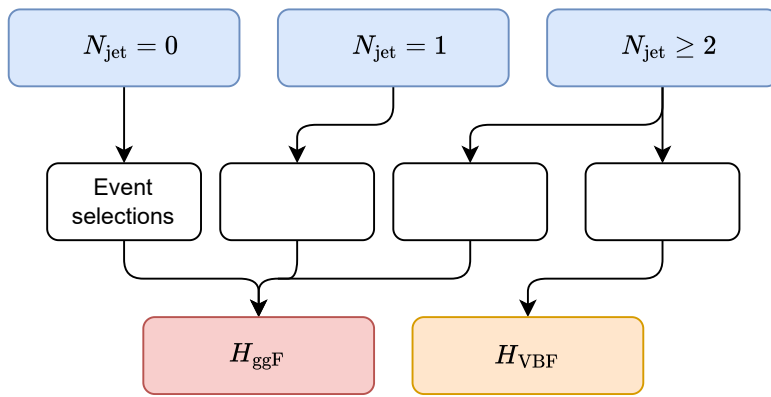 N_jet = 0
N_jet = 1
N_jet ≥ 2
Event
selections
H_ggF
H_VBF